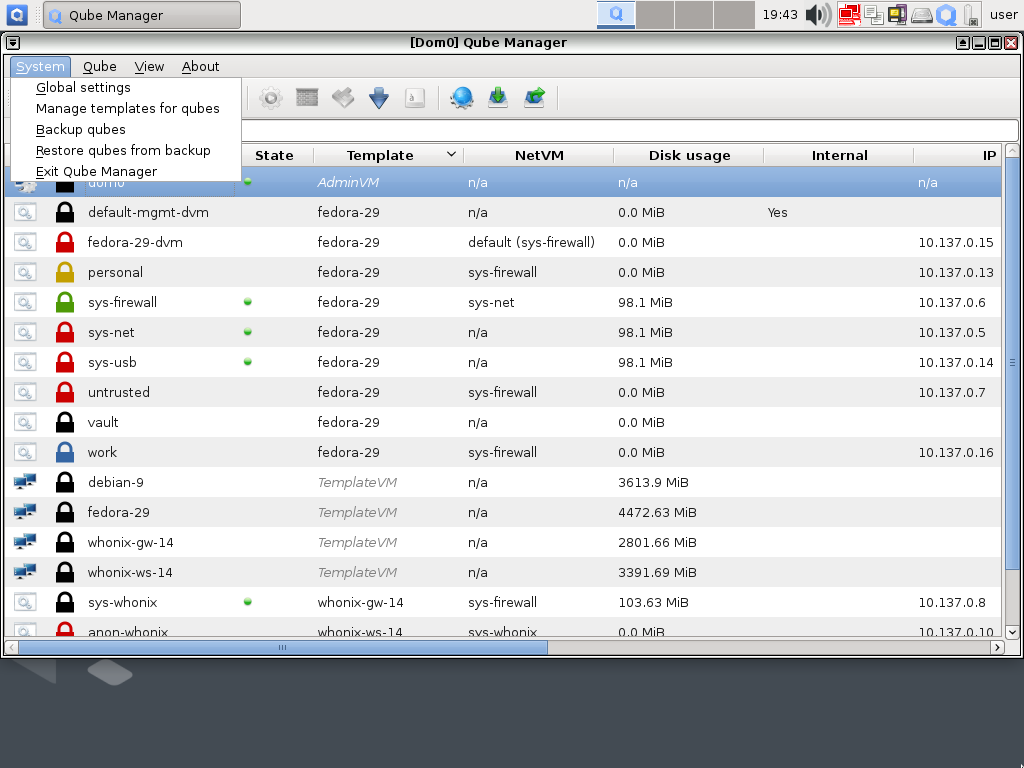 Qube Manager 19:43 user
[Dom0] Qube Manager
System Qube View About
Global settings
Manage templates for qubes
Backup qubes
Restore qubes from backup
Exit Qube Manager
State Template NetVM Disk usage Internal IP
dom0 AdminVM n/a n/a n/a
default-mgmt-dvm fedora-29 n/a 0.0 MiB Yes
fedora-29-dvm fedora-29 default (sys-firewall) 0.0 MiB 10.137.0.15
personal fedora-29 sys-firewall 0.0 MiB 10.137.0.13
sys-firewall fedora-29 sys-net 98.1 MiB 10.137.0.6
sys-net fedora-29 n/a 98.1 MiB 10.137.0.5
sys-usb fedora-29 n/a 98.1 MiB 10.137.0.14
untrusted fedora-29 sys-firewall 0.0 MiB 10.137.0.7
vault fedora-29 n/a 0.0 MiB
work fedora-29 sys-firewall 0.0 MiB 10.137.0.16
debian-9 TemplateVM n/a 3613.9 MiB
fedora-29 TemplateVM n/a 4472.63 MiB
whonix-gw-14 TemplateVM n/a 2801.66 MiB
whonix-ws-14 TemplateVM n/a 3391.69 MiB
sys-whonix whonix-gw-14 sys-firewall 103.63 MiB 10.137.0.8
anon-whonix whonix-ws-14 sys-whonix 0.0 MiB 10.137.0.10